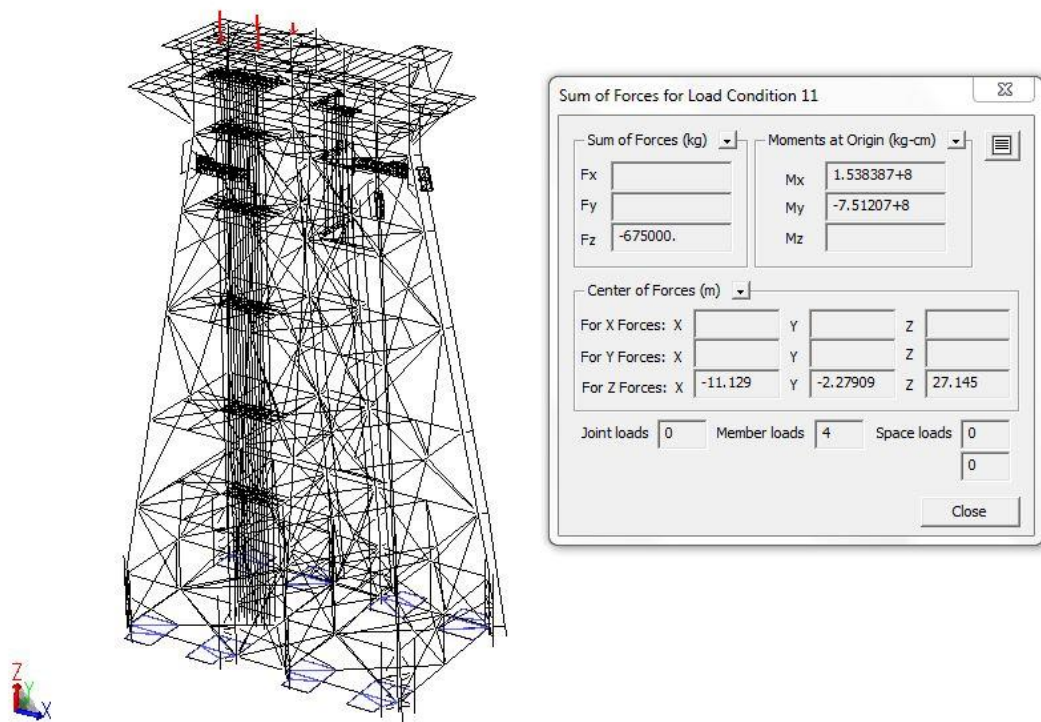 Sum of Forces for Load Condition 11
Sum of Forces (kg)
Fx
Fy
Fz -675000.
Moments at Origin (kg-cm)
Mx 1.538387+8
My -7.51207+8
Mz
Center of Forces (m)
For X Forces: X Y Z
For Y Forces: X Y Z
For Z Forces: X -11.129 Y -2.27909 Z 27.145
Joint loads 0 Member loads 4 Space loads 0
0
Close
Z
Y
X